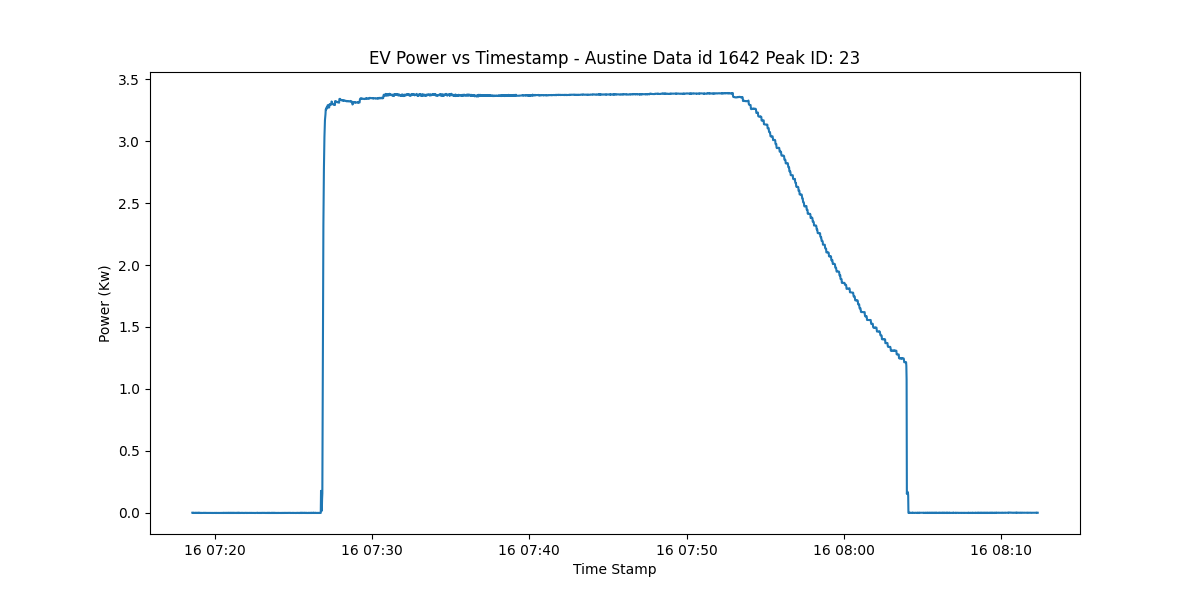 EV Power vs Timestamp - Austine Data id 1642 Peak ID: 23
3.5
3.0
2.5
2.0
1.5
1.0
0.5
0.0
Power (Kw)
16 07:20 16 07:30 16 07:40 16 07:50 16 08:00 16 08:10
Time Stamp